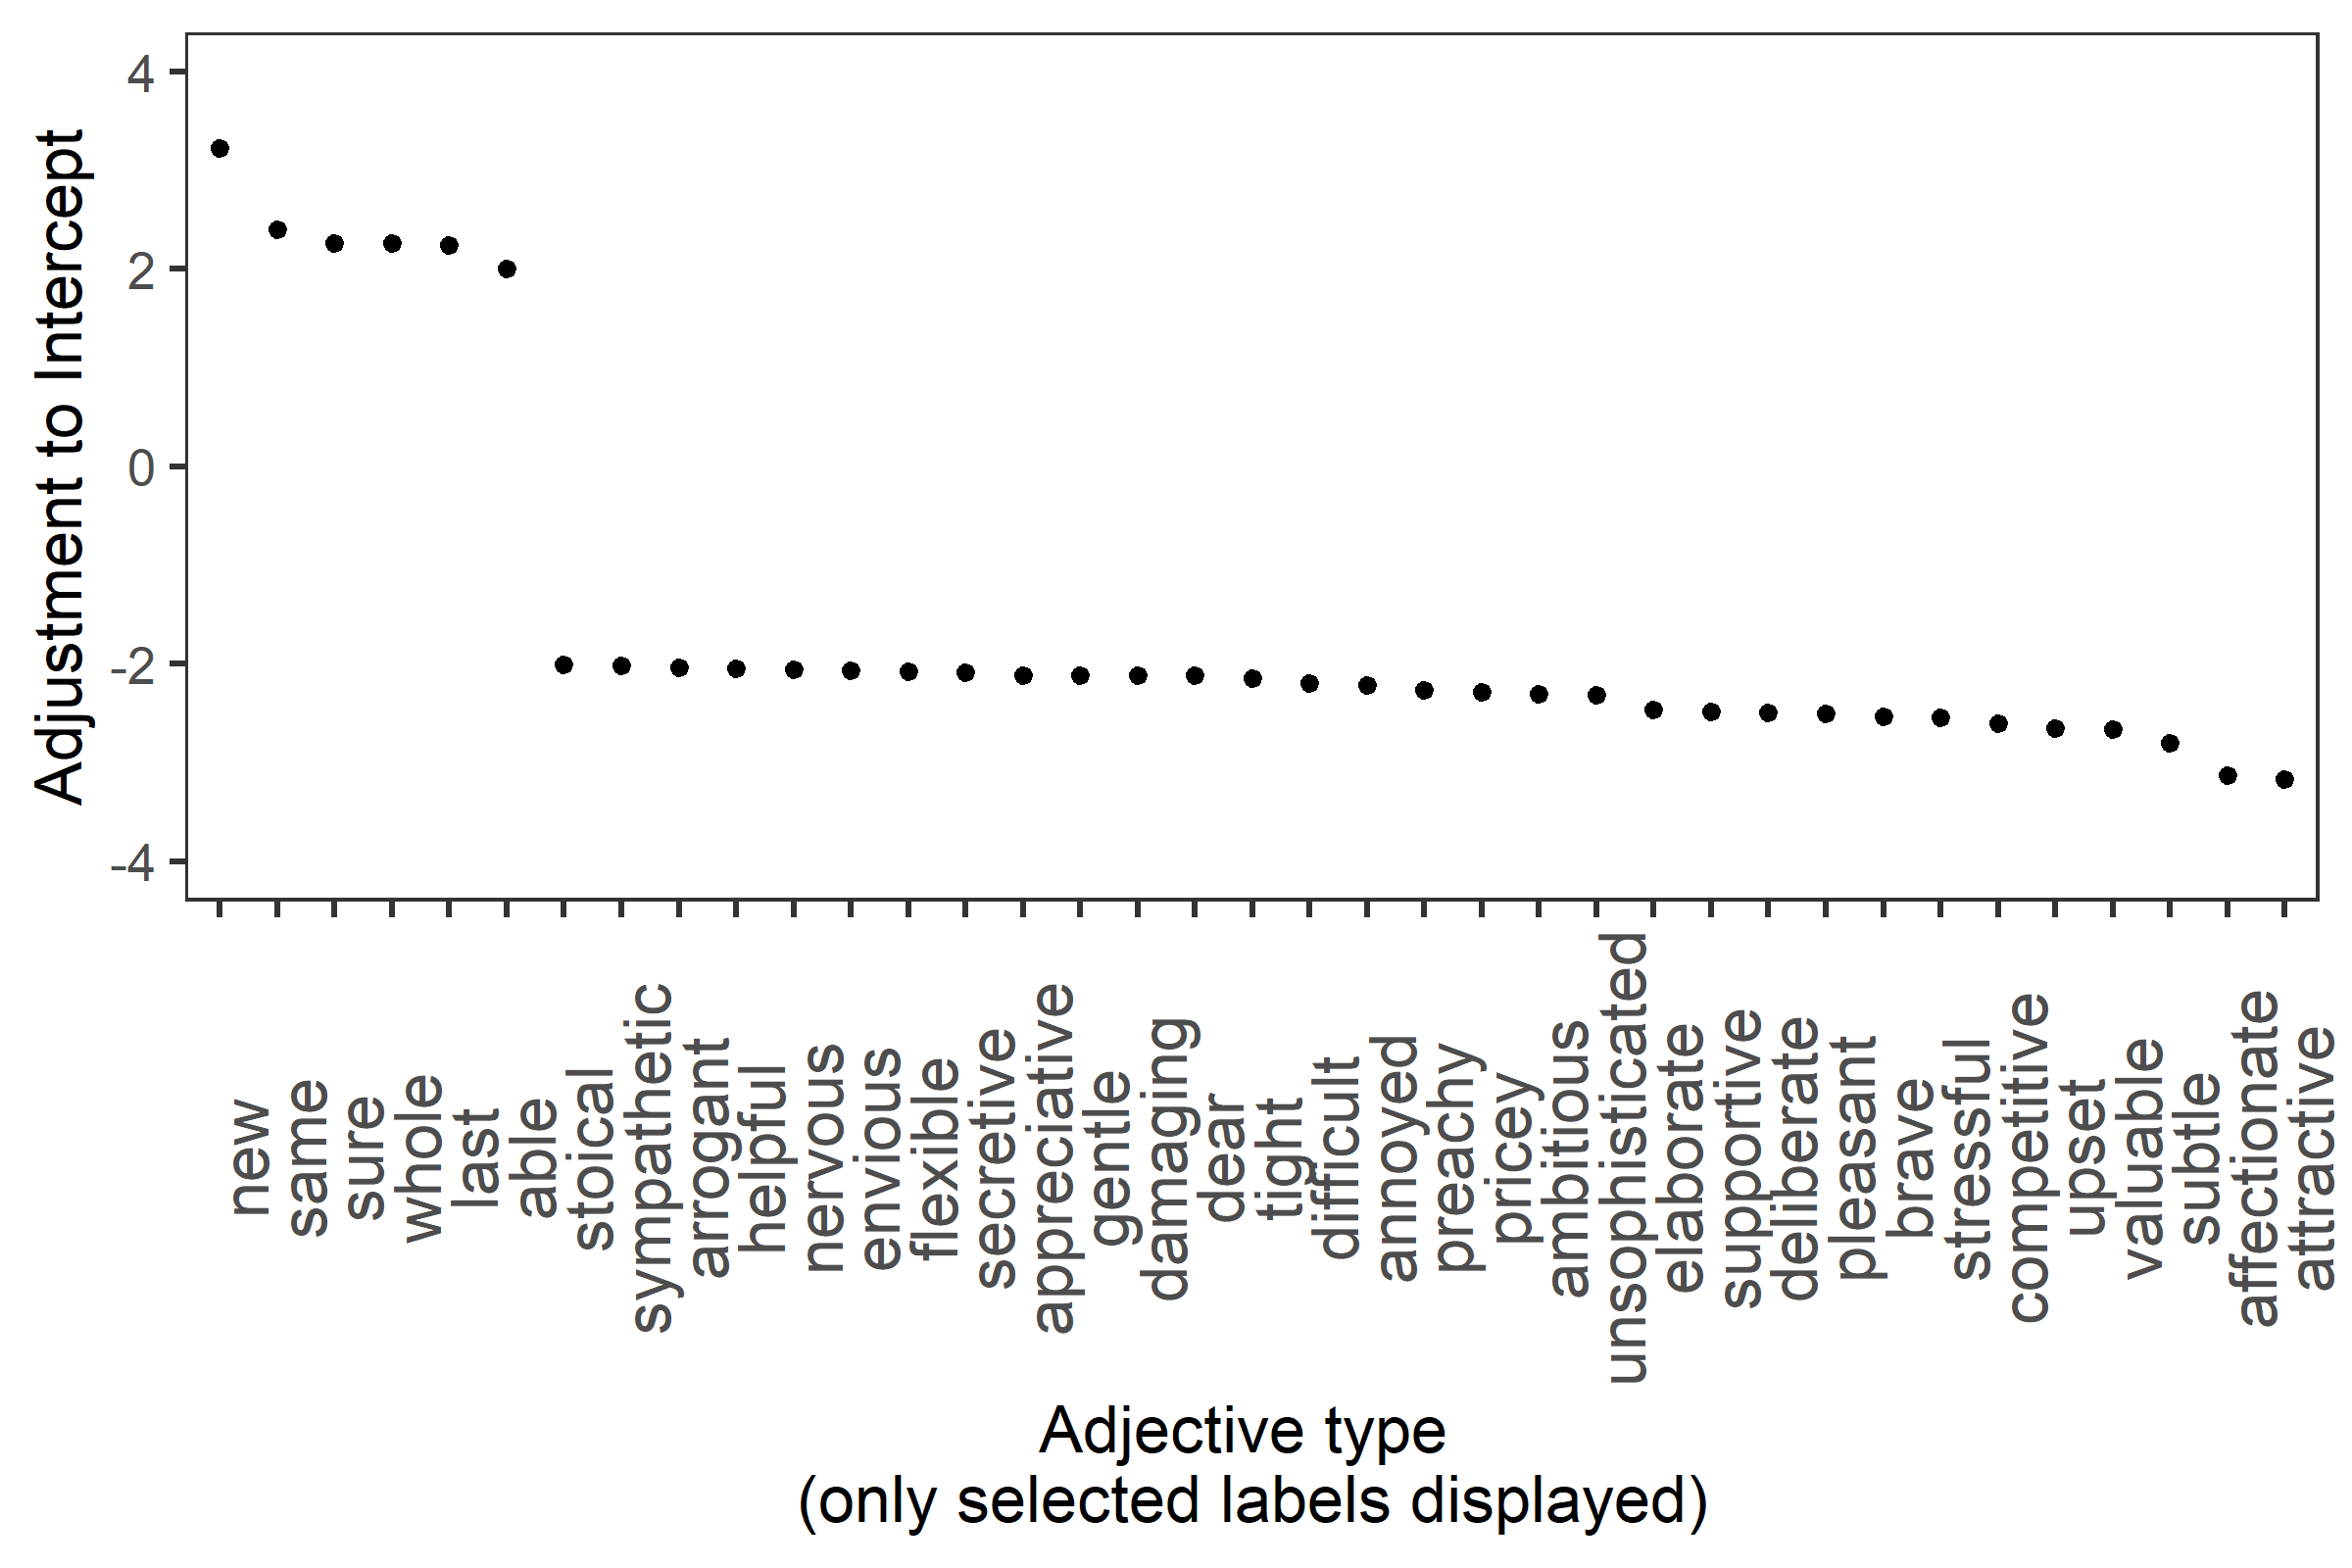 Adjustment to Intercept
4
2
0
-2
-4
new
same
sure
whole
last
able
stoical
sympathetic
arrogant
helpful
nervous
envious
flexible
secretive
appreciative
gentle
damaging
dear
tight
difficult
annoyed
preachy
pricey
ambitious
unsophisticated
elaborate
supportive
deliberate
pleasant
brave
stressful
competitive
upset
valuable
subtle
affectionate
attractive
Adjective type
(only selected labels displayed)